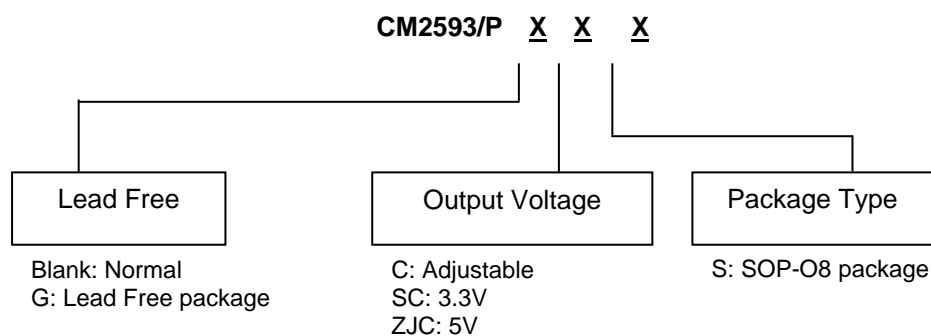 CM2593/P X X X
Lead Free
Output Voltage
Package Type
Blank: Normal
G: Lead Free package
C: Adjustable
SC: 3.3V
ZJC: 5V
S: SOP-O8 package